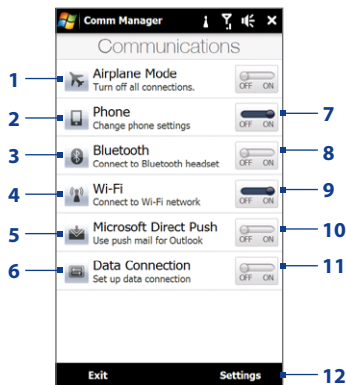 Comm Manager
Communications
1 Airplane Mode
Turn off all connections.
OFF ON
2 Phone
Change phone settings
OFF ON 7
3 Bluetooth
Connect to Bluetooth headset
OFF ON 8
4 Wi-Fi
Connect to Wi-Fi network
OFF ON 9
5 Microsoft Direct Push
Use push mail for Outlook
OFF ON 10
6 Data Connection
Set up data connection
OFF ON 11
Exit Settings 12